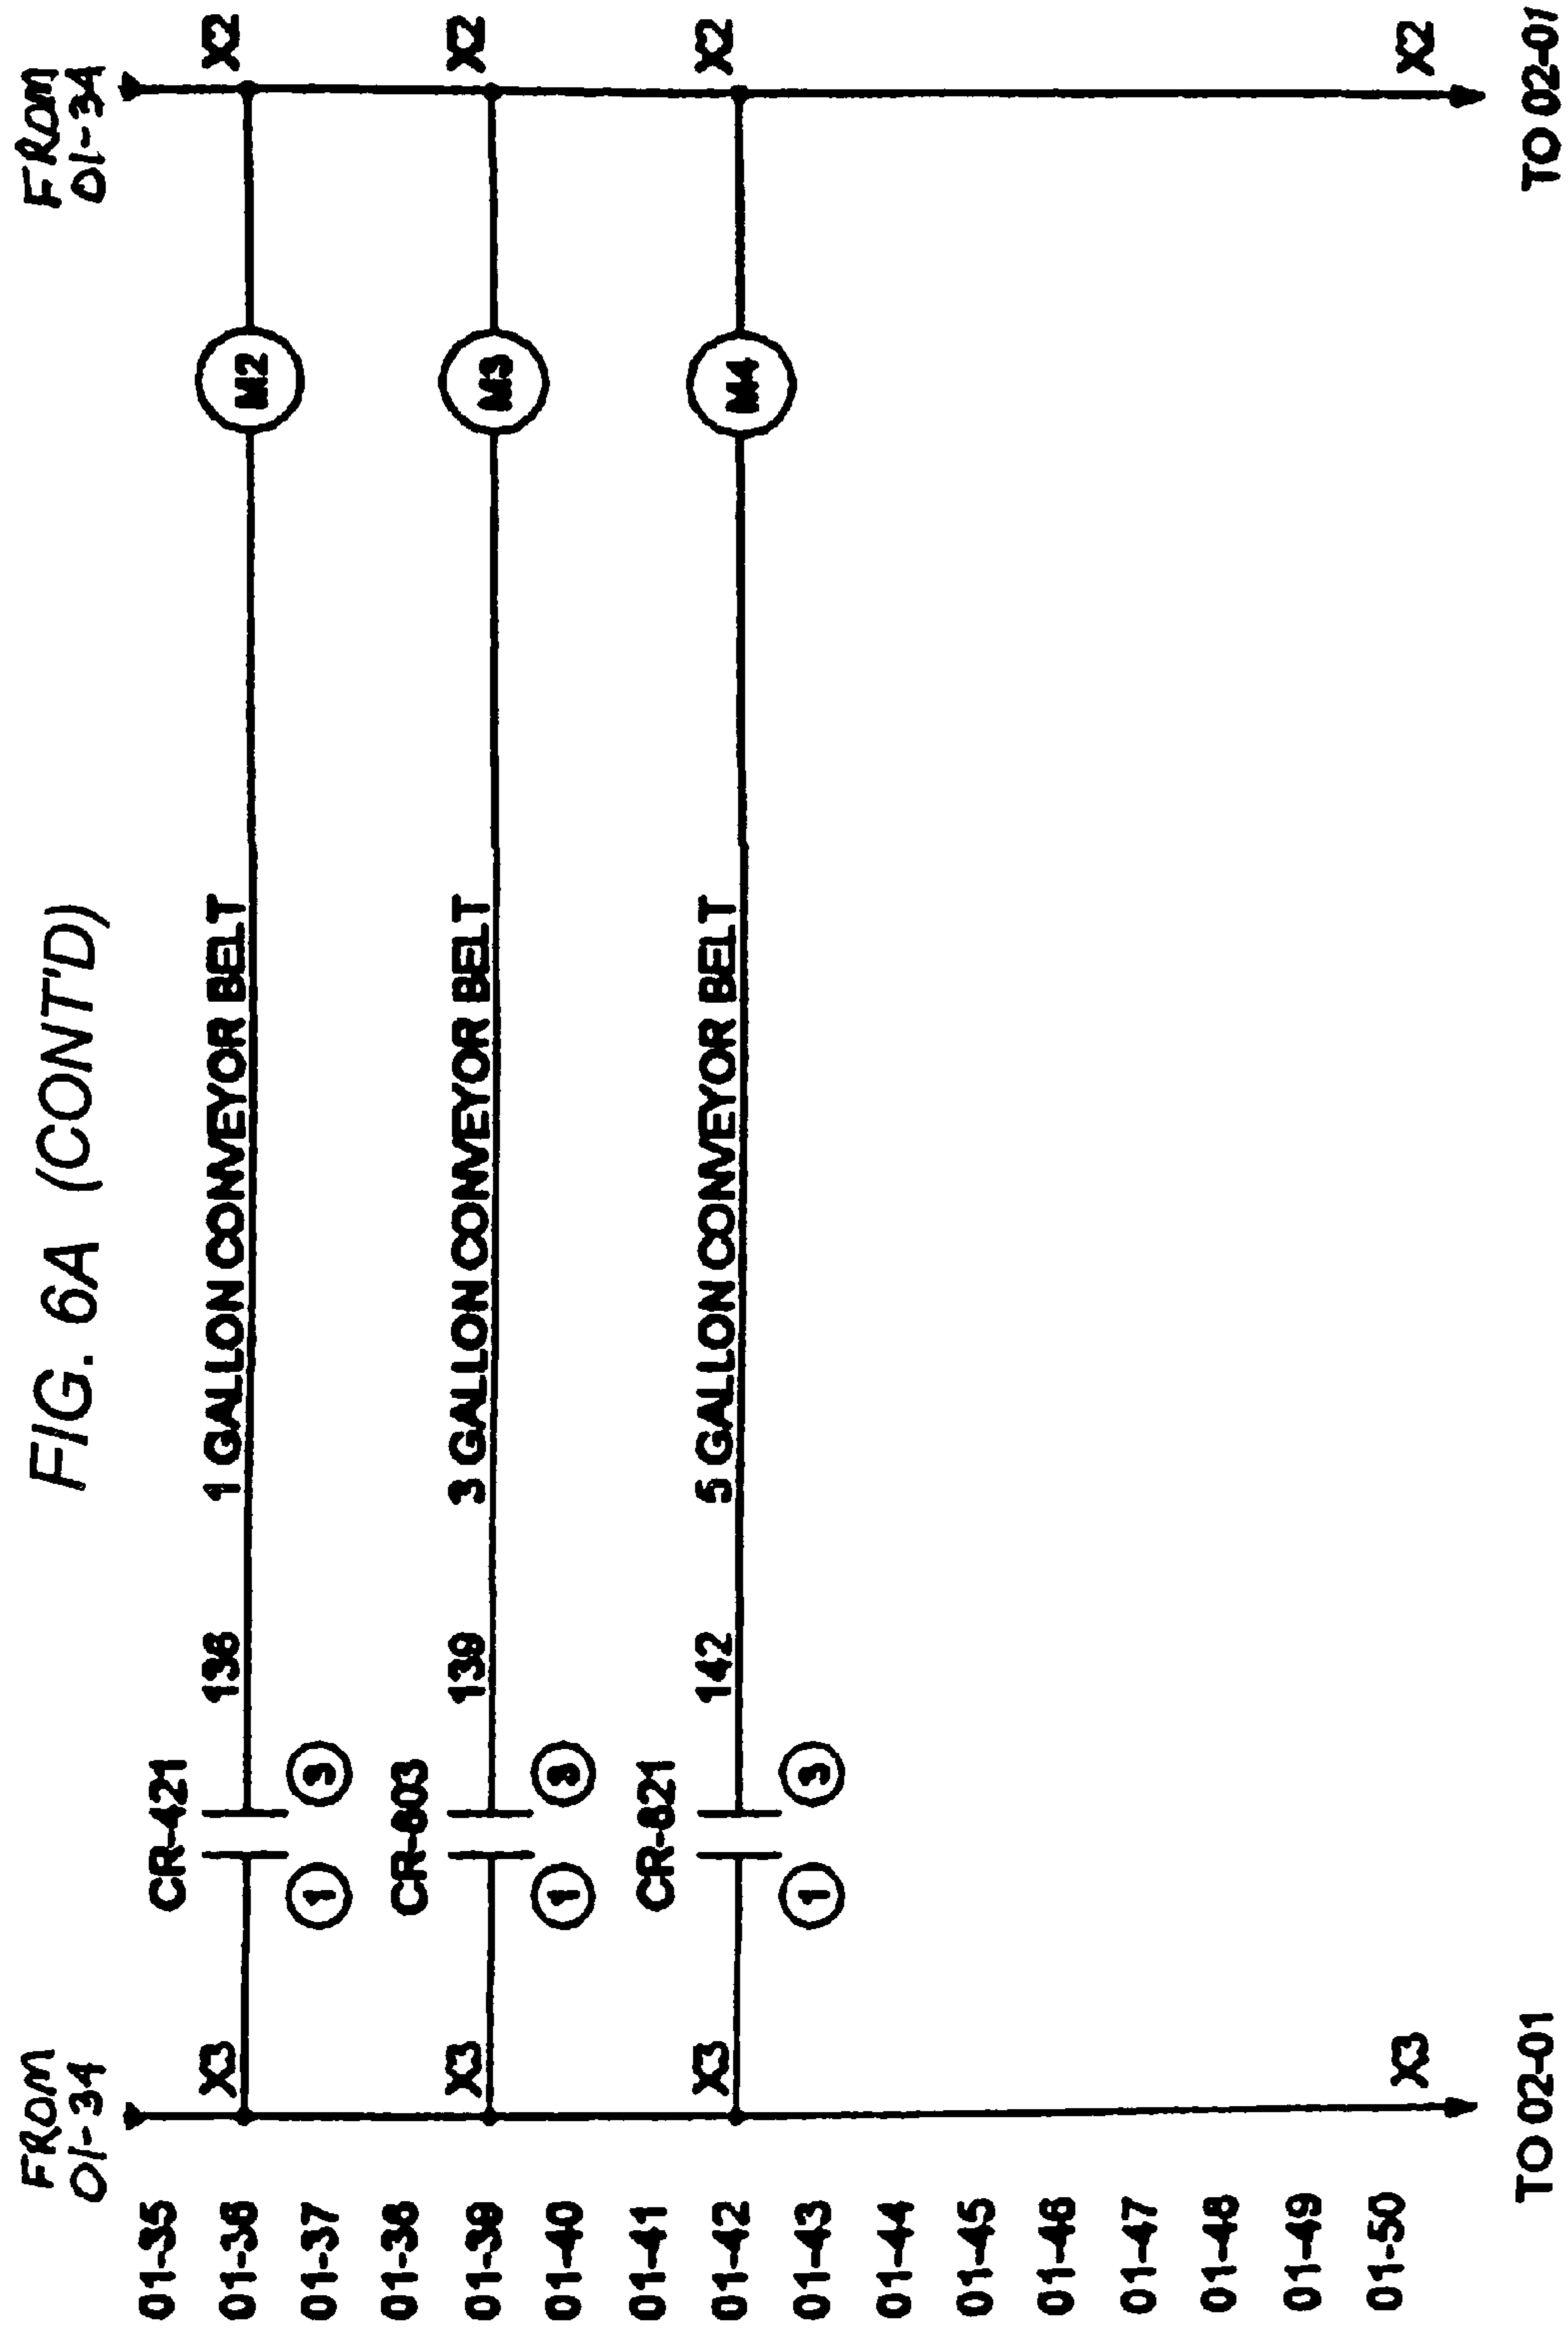 FIG. 6A (CONT'D)
FROM
01-34
FROM
01-34
01-35
CR-421
01-36
X3
136
1 GALLON CONVEYOR BELT
M2
X2
01-37
1
3
01-38
CR-603
01-39
X3
139
3 GALLON CONVEYOR BELT
M3
X2
01-40
1
3
01-41
CR-621
01-42
X3
142
5 GALLON CONVEYOR BELT
M4
X2
01-43
1
3
01-44
01-45
01-46
01-47
01-48
01-49
01-50
X3
X2
TO 02-01
TO 02-01